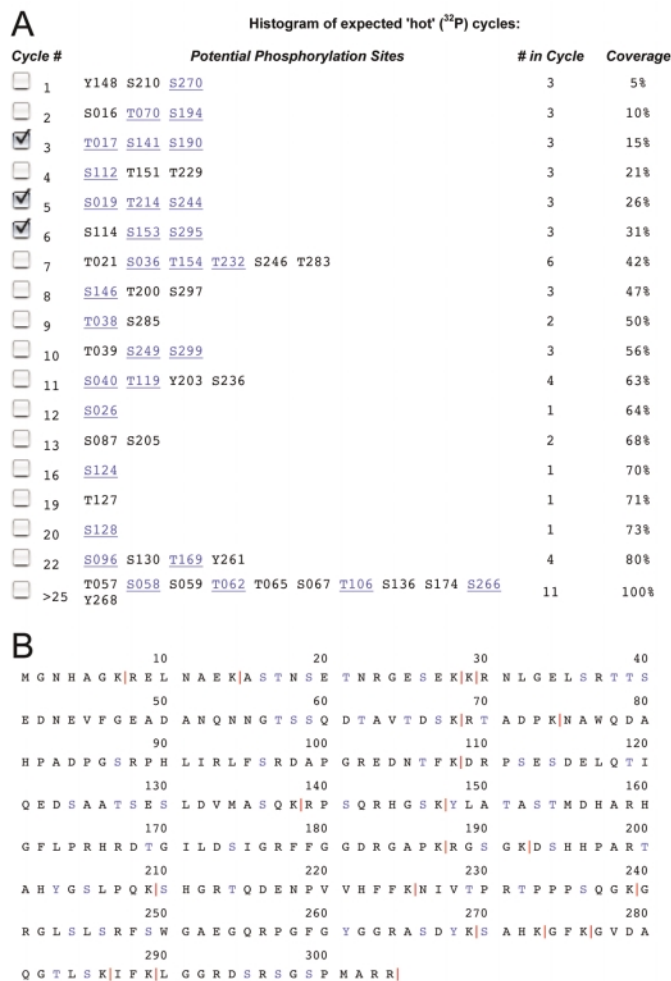 A
Histogram of expected 'hot' (³²P) cycles:
Cycle # Potential Phosphorylation Sites # in Cycle Coverage
1 Y148 S210 S270 3 5%
2 S016 T070 S194 3 10%
3 T017 S141 S190 3 15%
4 S112 T151 T229 3 21%
5 S019 T214 S244 3 26%
6 S114 S153 S295 3 31%
7 T021 S036 T154 T232 S246 T283 6 42%
8 S146 T200 S297 3 47%
9 T038 S285 2 50%
10 T039 S249 S299 3 56%
11 S040 T119 Y203 S236 4 63%
12 S026 1 64%
13 S087 S205 2 68%
16 S124 1 70%
19 T127 1 71%
20 S128 1 73%
22 S096 S130 T169 Y261 4 80%
>25 T057 S058 S059 T062 T065 S067 T106 S136 S174 S266 11 100%
Y268
B
10 20 30 40
M G N H A G K|R E L N A E K|A S T N S E T N R G E S E K|K|R N L G E L S R T T S
50 60 70 80
E D N E V F G E A D A N Q N N G T S S Q D T A V T D S K|R T A D P K|N A W Q D A
90 100 110 120
H P A D P G S R P H L I R L F S R D A P G R E D N T F K|D R P S E S D E L Q T I
130 140 150 160
Q E D S A A T S E S L D V M A S Q K|R P S Q R H G S K|Y L A T A S T M D H A R H
170 180 190 200
G F L P R H R D T G I L D S I G R F F G G D R G A P K|R G S G K|D S H H P A R T
210 220 230 240
A H Y G S L P Q K|S H G R T Q D E N P V V H F F K|N I V T P R T P P P S Q G K|G
250 260 270 280
R G L S L S R F S W G A E G Q R P G F G Y G G R A S D Y K|S A H K|G F K|G V D A
290 300
Q G T L S K|I F K|L G G R D S R S G S P M A R R|